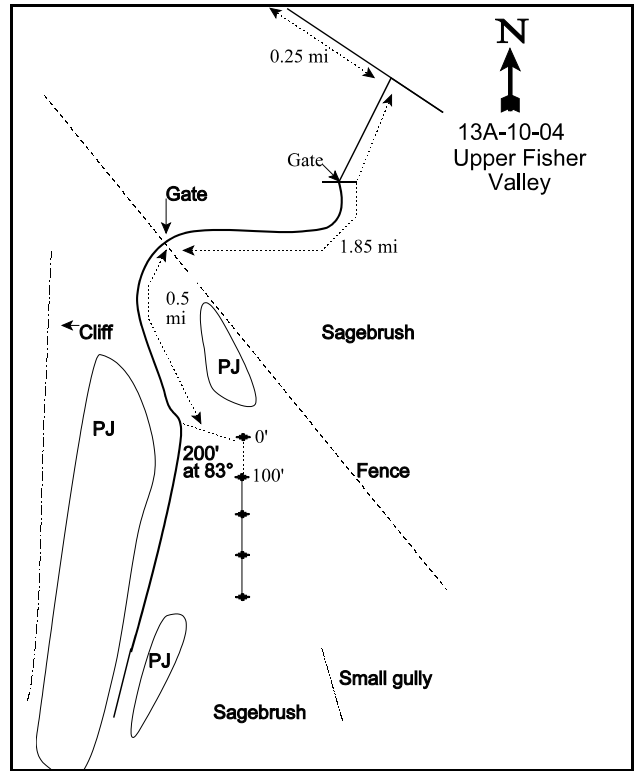 N
0.25 mi
13A-10-04
Upper Fisher
Valley
Gate
Gate
1.85 mi
0.5
mi
Cliff
Sagebrush
PJ
PJ
0'
200'
at 83°
100'
Fence
PJ
Small gully
Sagebrush